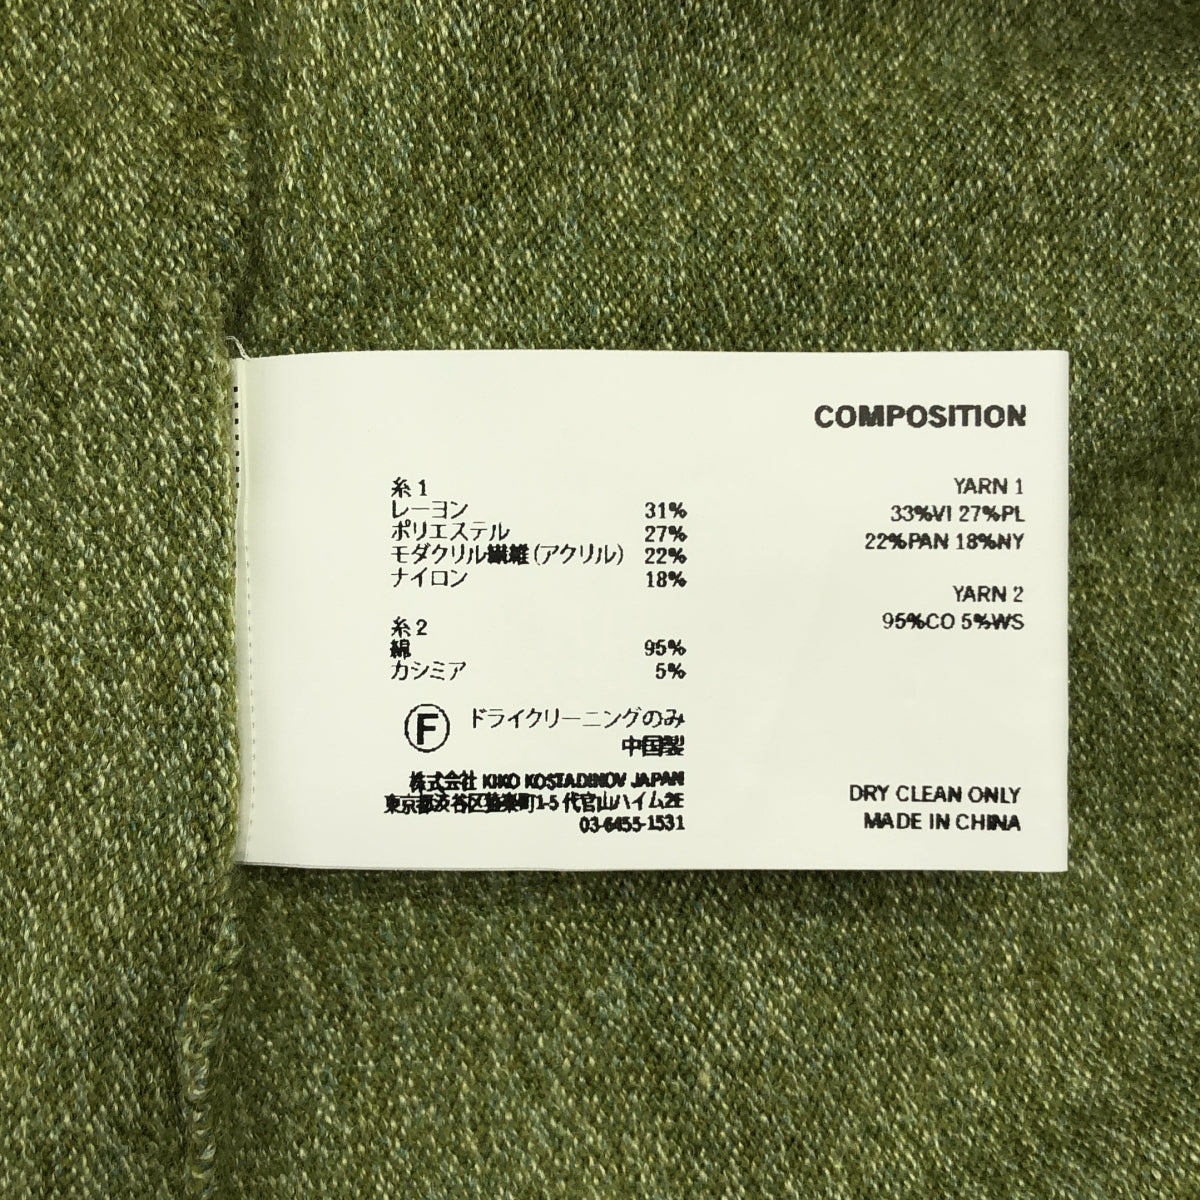 COMPOSITION
糸1
レーヨン 31%
ポリエステル 27%
モダクリル繊維(アクリル) 22%
ナイロン 18%
糸2
綿 95%
カシミア 5%
F ドライクリーニングのみ
中国製
株式会社 KIKO KOSTADINOV JAPAN
東京都渋谷区猿楽町1-5 代官山ハイム2E
03-6455-1531
YARN 1
33%VI 27%PL
22%PAN 18%NY
YARN 2
95%CO 5%WS
DRY CLEAN ONLY
MADE IN CHINA